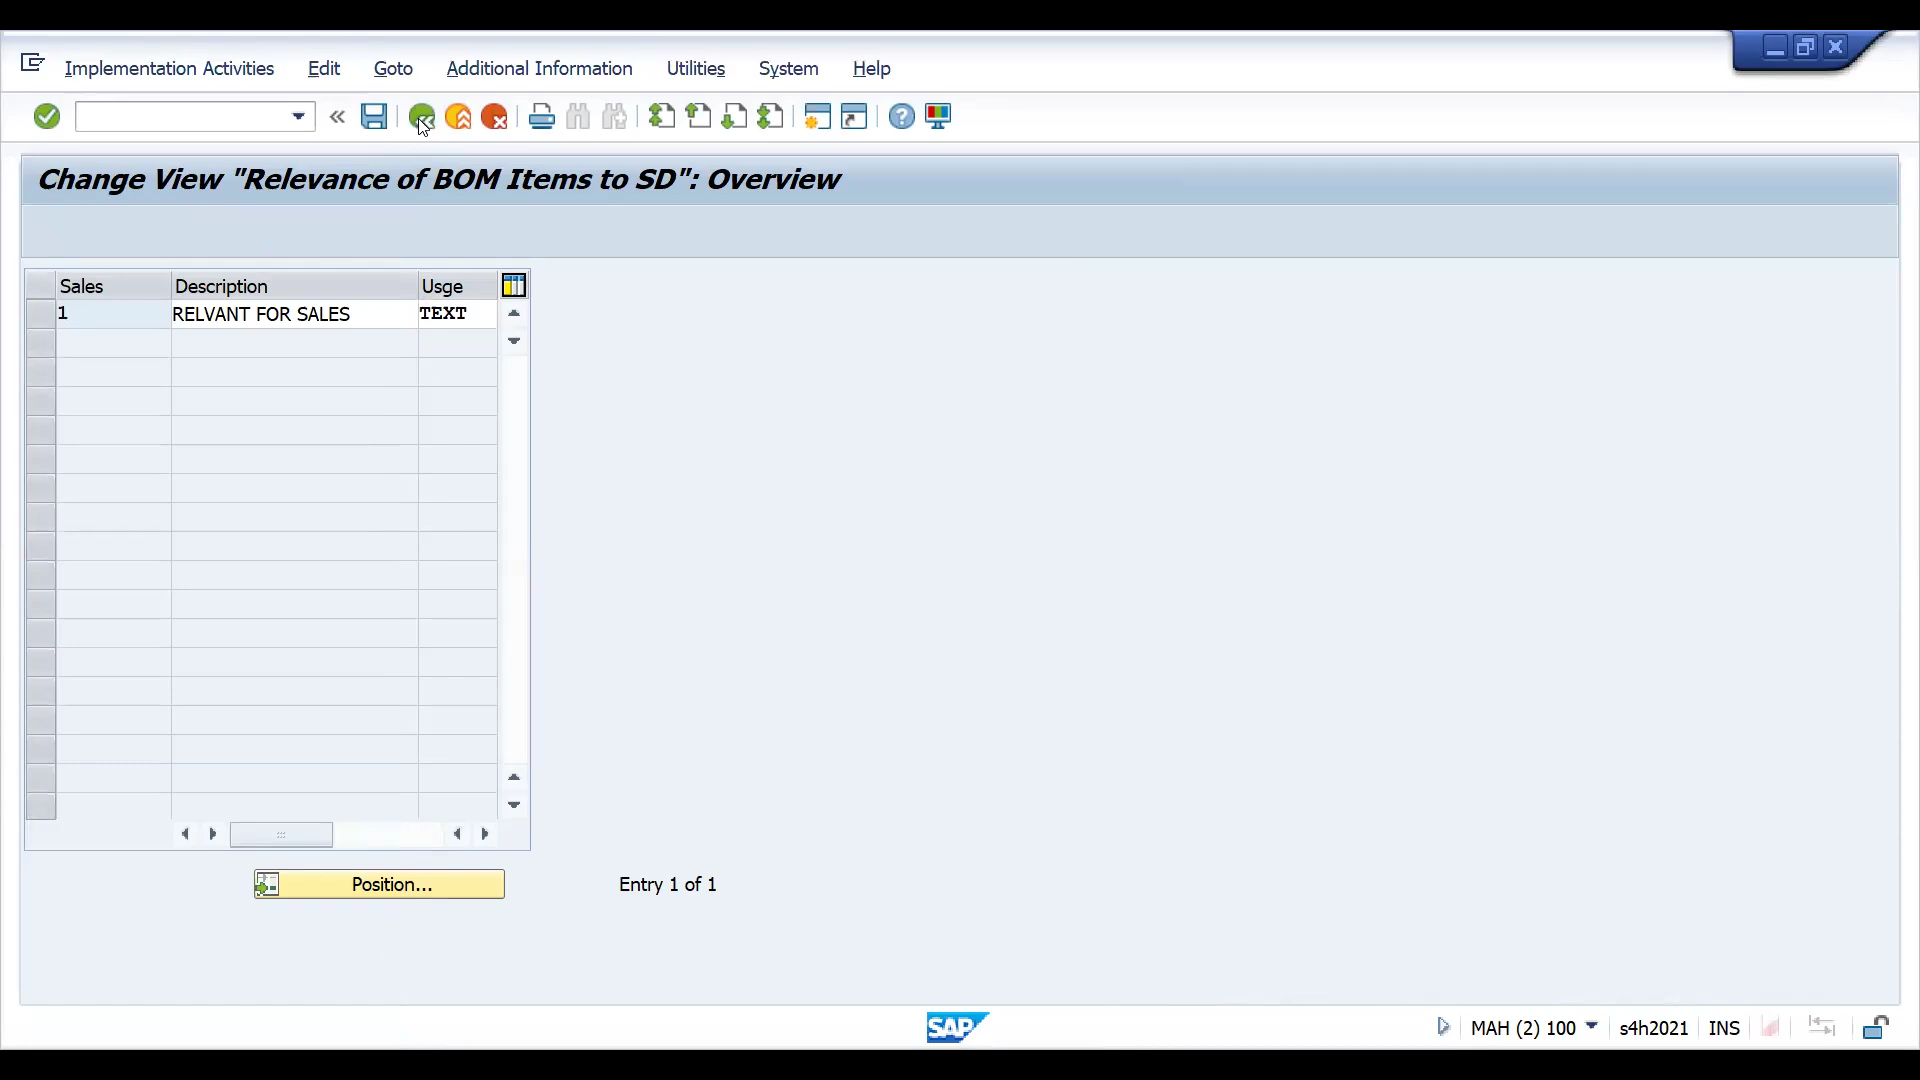 Implementation Activities Edit Goto Additional Information Utilities System Help
Change View "Relevance of BOM Items to SD": Overview
Sales Description Usge
1 RELVANT FOR SALES TEXT
Position... Entry 1 of 1
SAP MAH (2) 100 s4h2021 INS